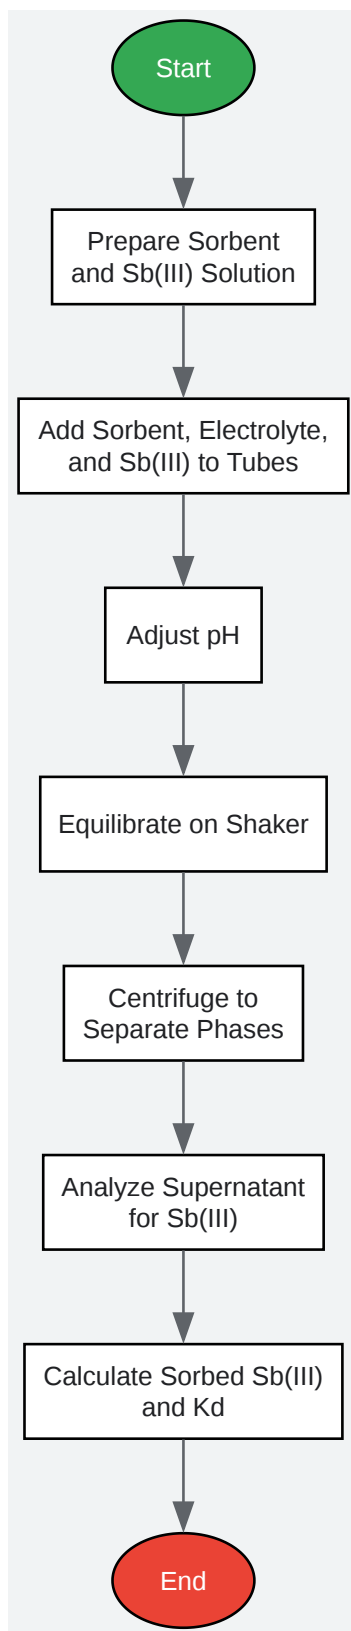 Start
Prepare Sorbent
and Sb(III) Solution
Add Sorbent, Electrolyte,
and Sb(III) to Tubes
Adjust pH
Equilibrate on Shaker
Centrifuge to
Separate Phases
Analyze Supernatant
for Sb(III)
Calculate Sorbed Sb(III)
and Kd
End